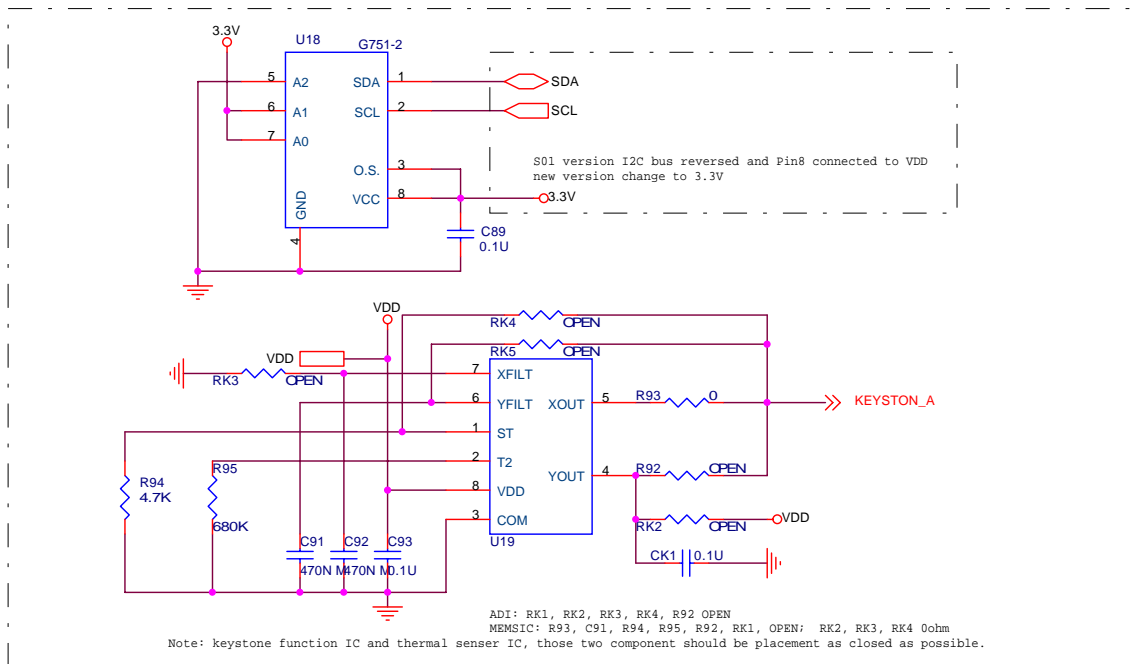 3.3V
U18
G751-2
5 A2 SDA 1 SDA
6 A1 SCL 2 SCL
7 A0
O.S. 3
VCC 8 3.3V
GND
4
S01 version I2C bus reversed and Pin8 connected to VDD
new version change to 3.3V
C89
0.1U
VDD
RK4 OPEN
VDD
RK5 OPEN
RK3 OPEN
7 XFILT
6 YFILT XOUT 5 R93 0 KEYSTON_A
1 ST
2 T2 YOUT 4 R92 OPEN
8 VDD
3 COM
U19
R94
4.7K
R95
680K
RK2 OPEN VDD
C91 C92 C93
470N M 470N M 0.1U
CK1 0.1U
ADI: RK1, RK2, RK3, RK4, R92 OPEN
MEMSIC: R93, C91, R94, R95, R92, RK1, OPEN; RK2, RK3, RK4 0ohm
Note: keystone function IC and thermal senser IC, those two component should be placement as closed as possible.